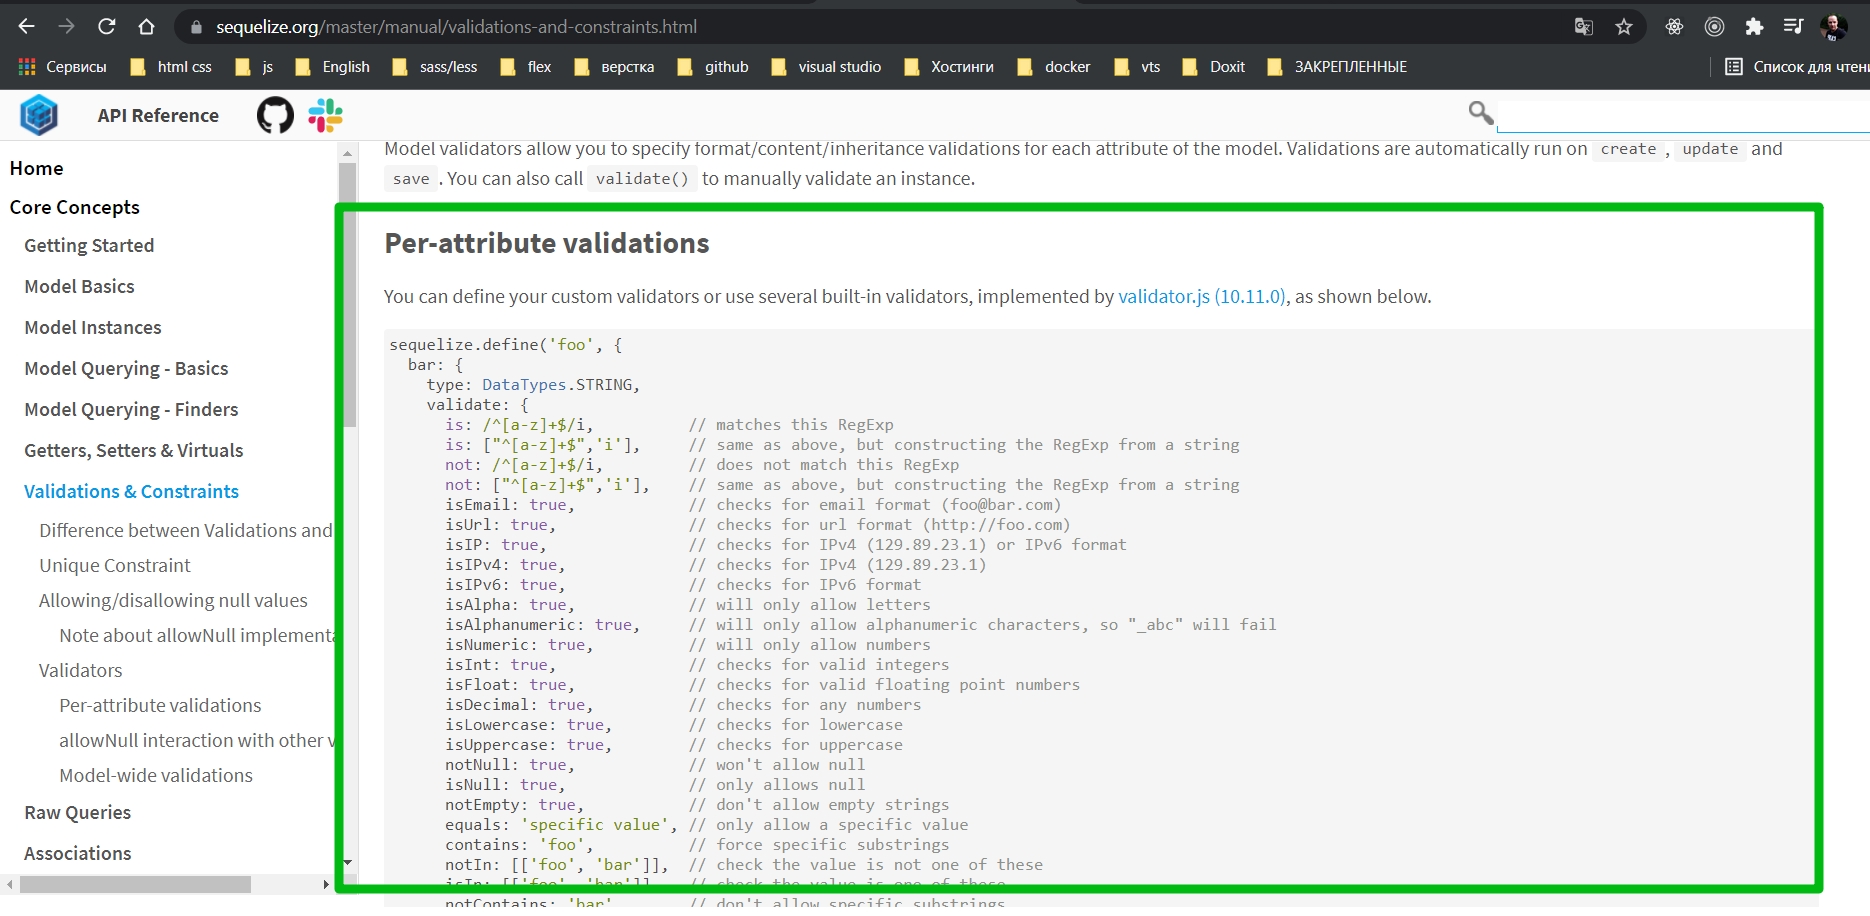 sequelize.org/master/manual/validations-and-constraints.html
Сервисы html css js English sass/less flex верстка github visual studio Хостинги docker vts Doxit ЗАКРЕПЛЕННЫЕ Список для чтени
API Reference
Home
Core Concepts
Getting Started
Model Basics
Model Instances
Model Querying - Basics
Model Querying - Finders
Getters, Setters & Virtuals
Validations & Constraints
Difference between Validations and
Unique Constraint
Allowing/disallowing null values
Note about allowNull implementa
Validators
Per-attribute validations
allowNull interaction with other v
Model-wide validations
Raw Queries
Associations
Model validators allow you to specify format/content/inheritance validations for each attribute of the model. Validations are automatically run on create , update and
save . You can also call validate() to manually validate an instance.
Per-attribute validations
You can define your custom validators or use several built-in validators, implemented by validator.js (10.11.0), as shown below.
sequelize.define('foo', {
bar: {
type: DataTypes.STRING,
validate: {
is: /^[a-z]+$/i, // matches this RegExp
is: ["^[a-z]+$",'i'], // same as above, but constructing the RegExp from a string
not: /^[a-z]+$/i, // does not match this RegExp
not: ["^[a-z]+$",'i'], // same as above, but constructing the RegExp from a string
isEmail: true, // checks for email format (foo@bar.com)
isUrl: true, // checks for url format (http://foo.com)
isIP: true, // checks for IPv4 (129.89.23.1) or IPv6 format
isIPv4: true, // checks for IPv4 (129.89.23.1)
isIPv6: true, // checks for IPv6 format
isAlpha: true, // will only allow letters
isAlphanumeric: true, // will only allow alphanumeric characters, so "_abc" will fail
isNumeric: true, // will only allow numbers
isInt: true, // checks for valid integers
isFloat: true, // checks for valid floating point numbers
isDecimal: true, // checks for any numbers
isLowercase: true, // checks for lowercase
isUppercase: true, // checks for uppercase
notNull: true, // won't allow null
isNull: true, // only allows null
notEmpty: true, // don't allow empty strings
equals: 'specific value', // only allow a specific value
contains: 'foo', // force specific substrings
notIn: [['foo', 'bar']], // check the value is not one of these
isIn: [['foo', 'bar']], // check the value is one of these
notContains: 'bar' // don't allow specific substrings